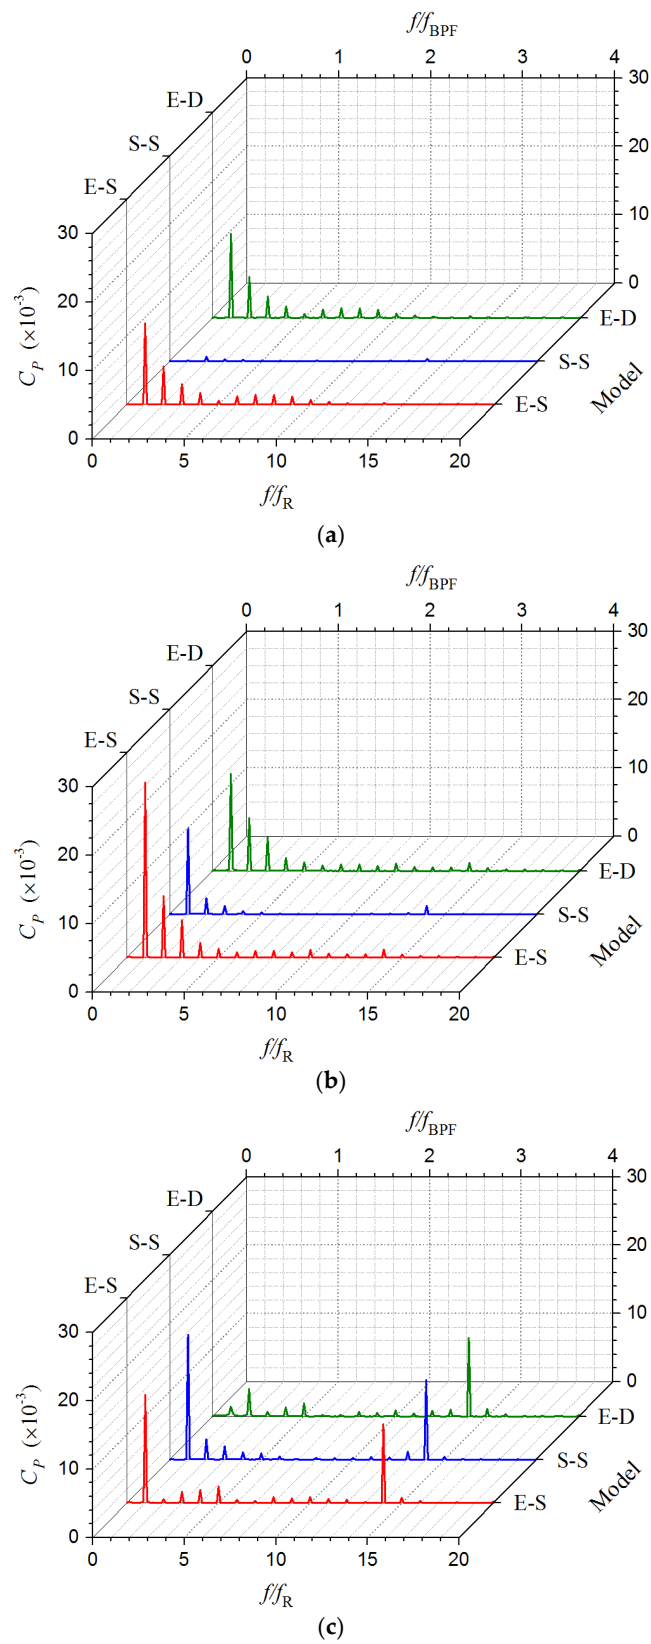 f/fBPF
0 1 2 3 4
30
E-D
20
S-S
E-S
10
30
0
20
E-D
10
S-S
Model
E-S
0
CP (×10-3)
0 5 10 15 20
f/fR
(a)
f/fBPF
0 1 2 3 4
30
E-D
20
S-S
E-S
10
30
0
20
E-D
10
S-S
Model
E-S
0
CP (×10-3)
0 5 10 15 20
f/fR
(b)
f/fBPF
0 1 2 3 4
30
E-D
20
S-S
E-S
10
30
0
20
E-D
10
S-S
Model
E-S
0
CP (×10-3)
0 5 10 15 20
f/fR
(c)